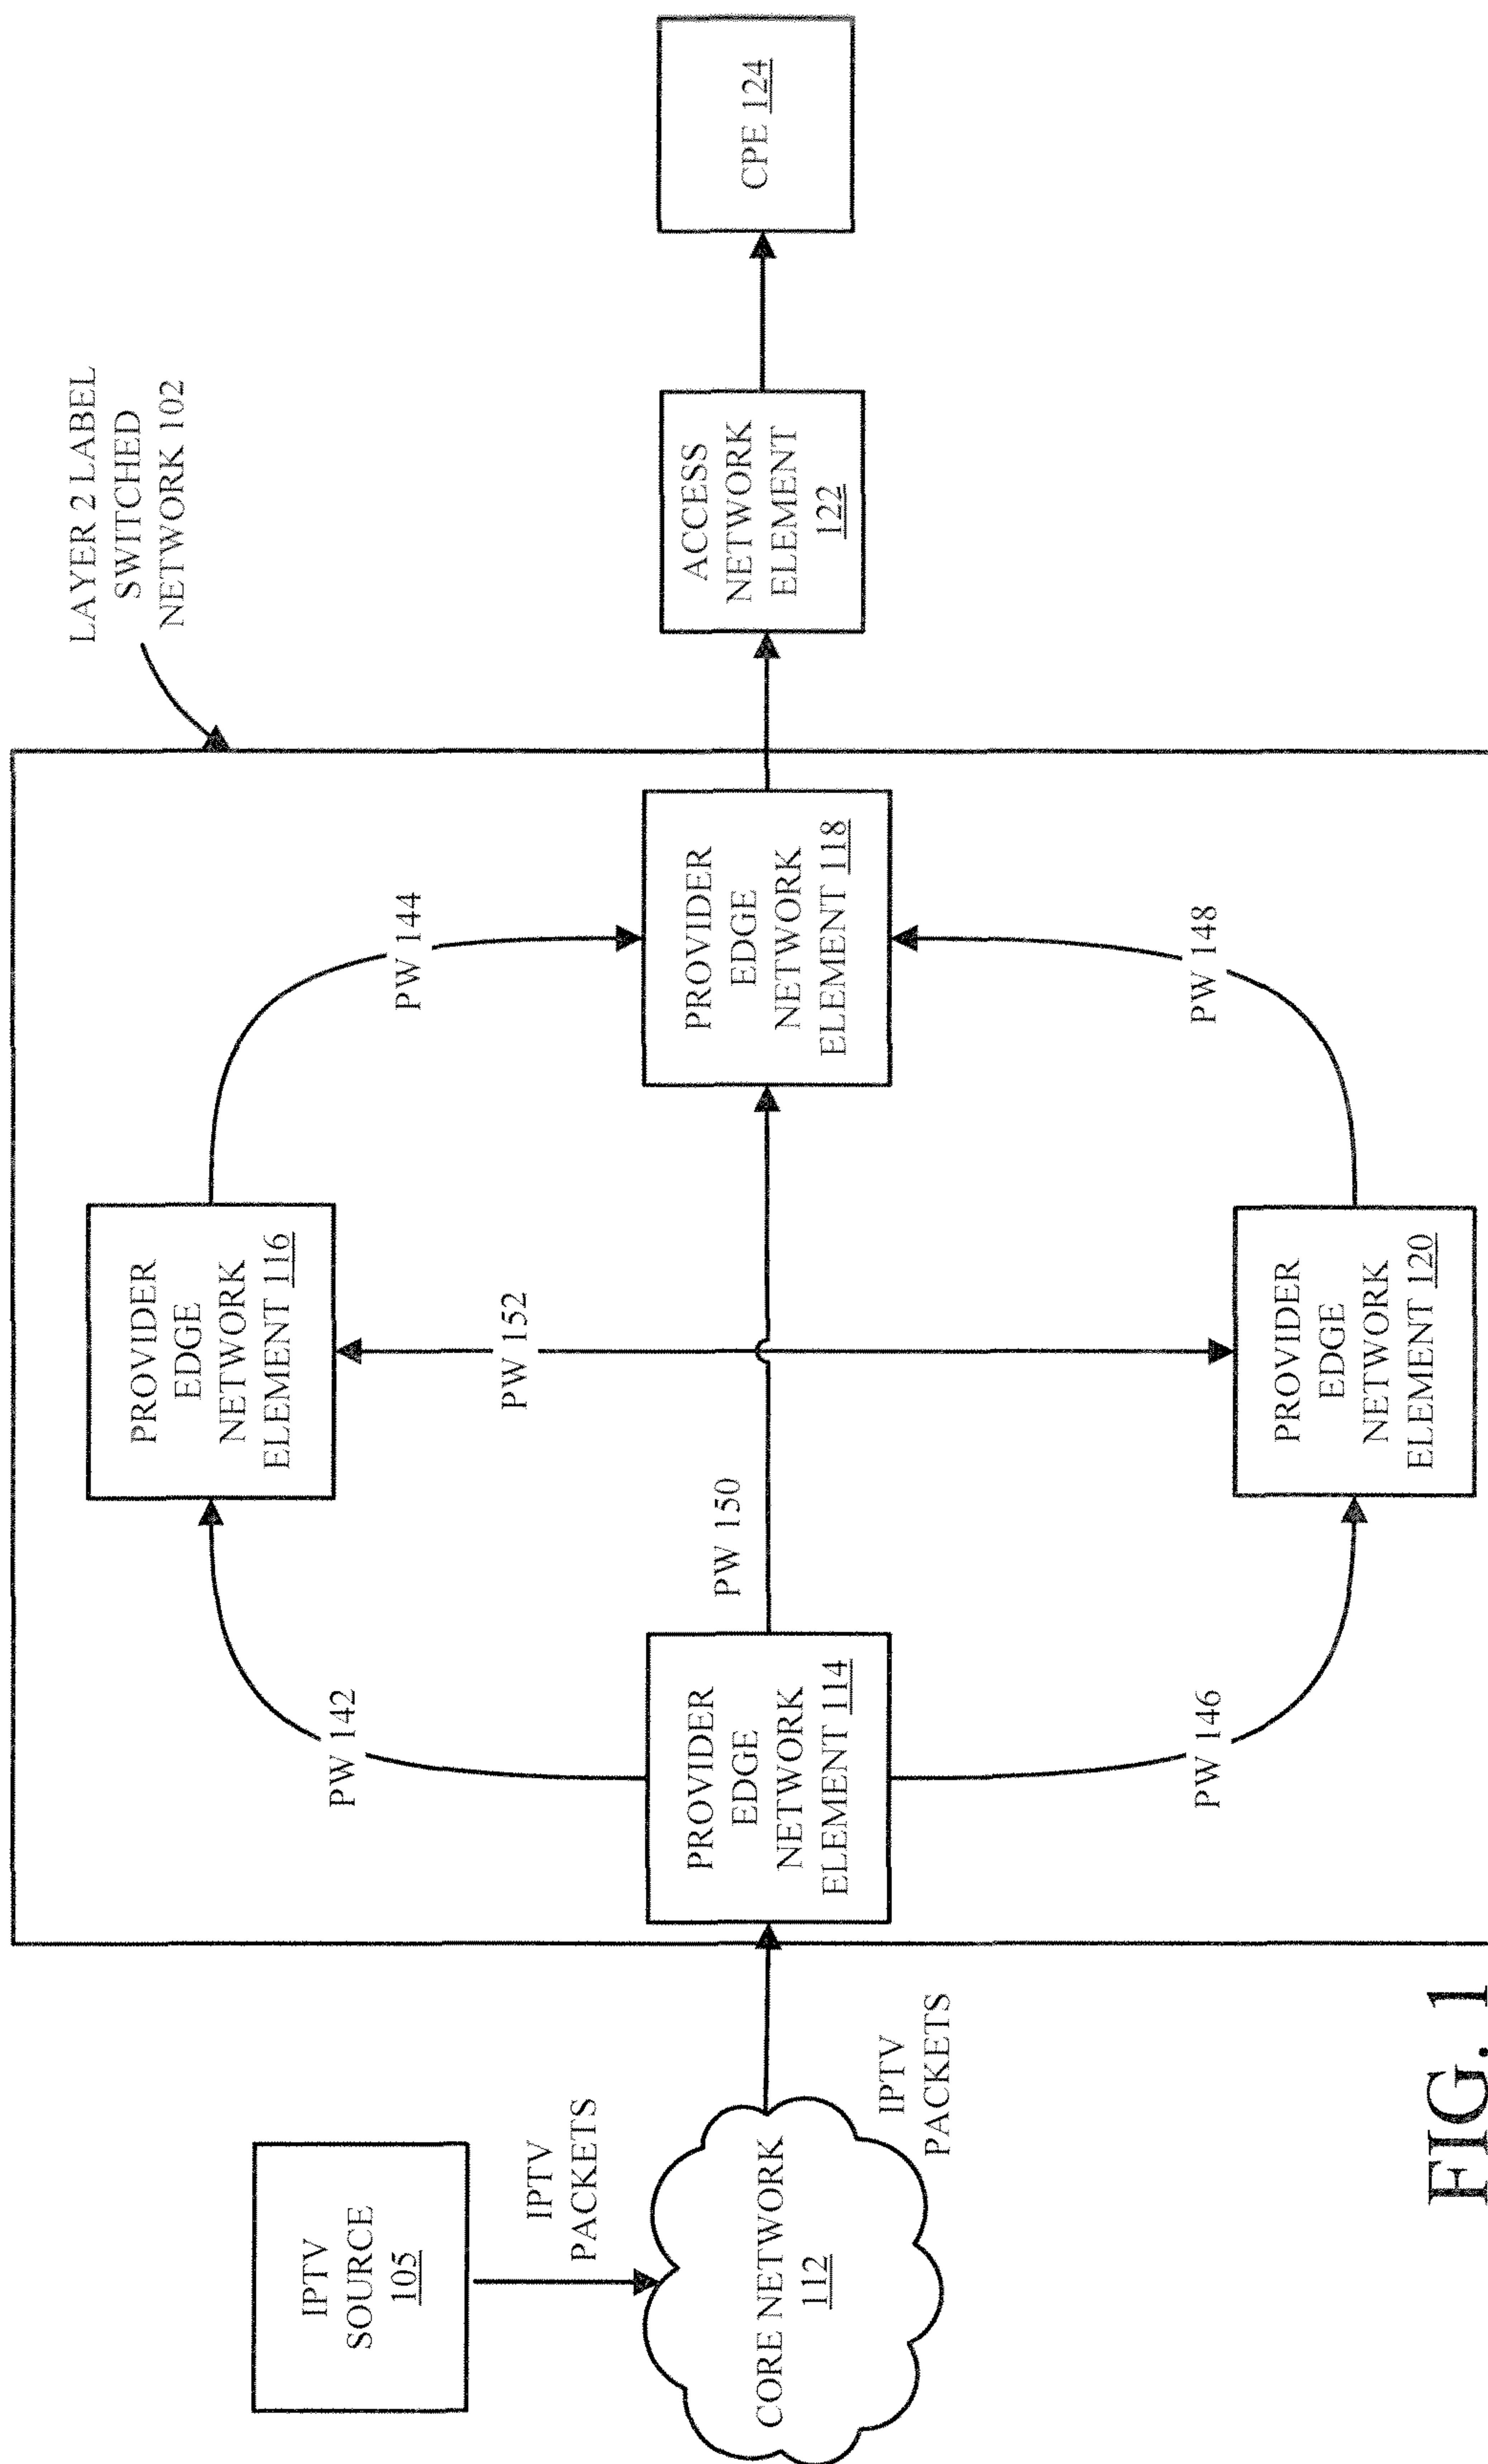 LAYER 2 LABEL
SWITCHED
NETWORK 102
IPTV
SOURCE
105
IPTV
PACKETS
CORE NETWORK
112
IPTV
PACKETS
PROVIDER
EDGE
NETWORK
ELEMENT 114
PW 142
PROVIDER
EDGE
NETWORK
ELEMENT 116
PW 144
PW 152
PW 150
PROVIDER
EDGE
NETWORK
ELEMENT 118
PW 146
PROVIDER
EDGE
NETWORK
ELEMENT 120
PW 148
ACCESS
NETWORK
ELEMENT
122
CPE 124
FIG. 1